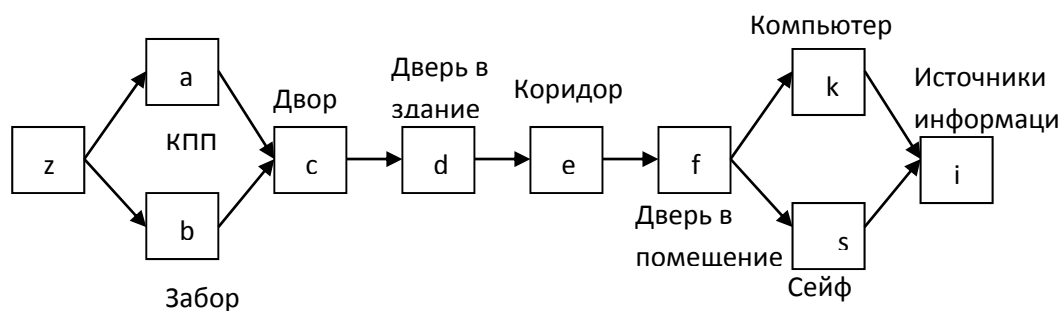 Компьютер
Дверь в
здание
Источники
информаци
Коридор
Двор
a
k
КПП
z
c
d
e
f
i
b
s
Дверь в
помещение
Сейф
Забор